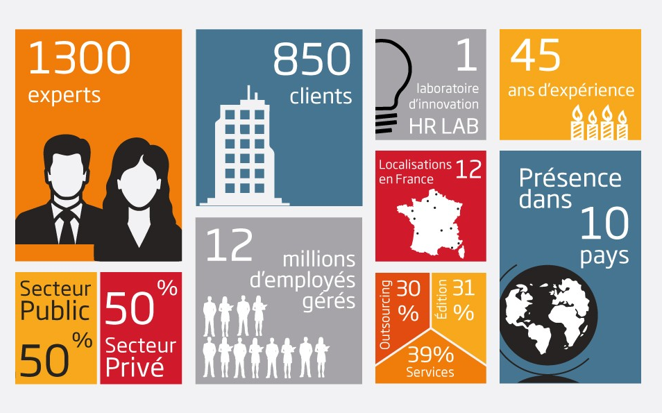 1300
experts
850
clients
1
laboratoire
d'innovation
HR LAB
45
ans d'expérience
Localisations 12
en France
Présence
dans
10
pays
12
millions
d'employés
gérés
Secteur
Public
50%
50%
Secteur
Privé
Outsourcing
30
%
Édition
31
%
39%
Services